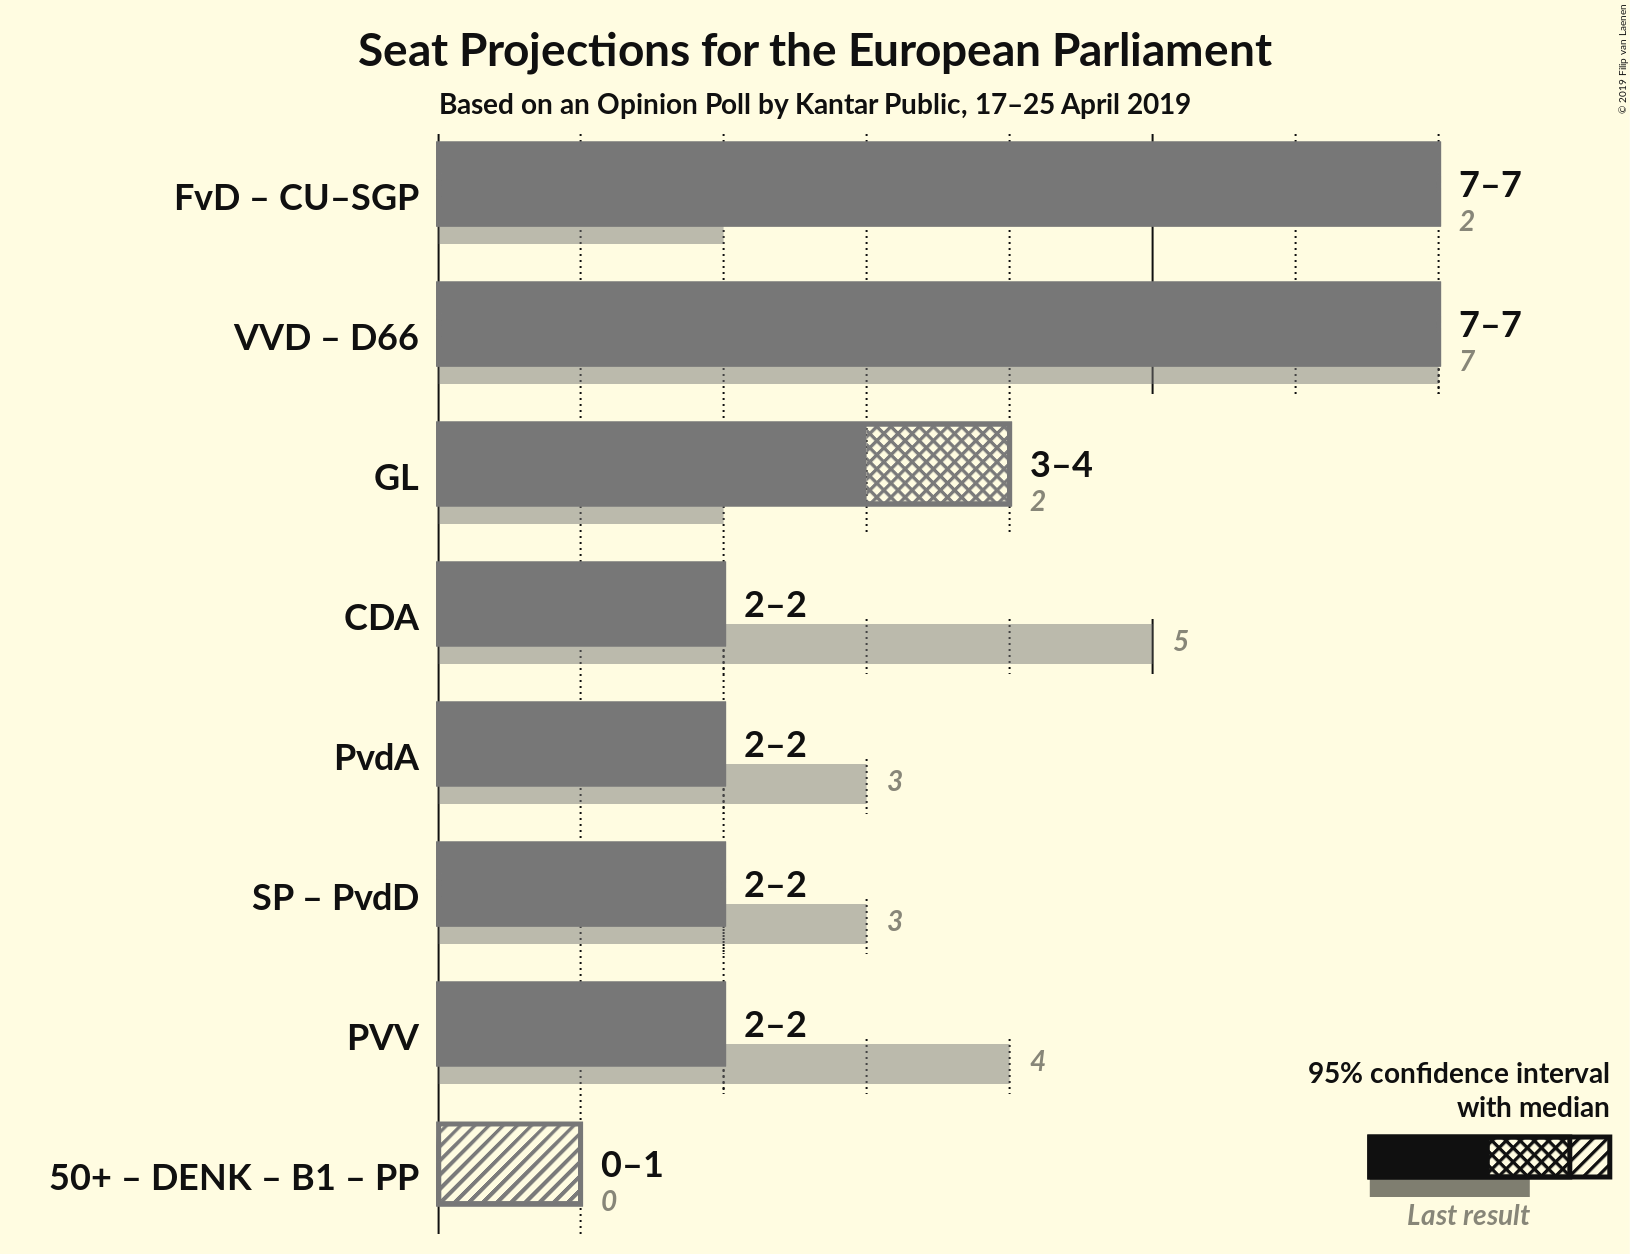 Seat Projections for the European Parliament
Based on an Opinion Poll by Kantar Public, 17–25 April 2019
© 2019 Filip van Laenen
FvD – CU–SGP
7–7
2
VVD – D66
7–7
7
GL
3–4
2
CDA
2–2
5
PvdA
2–2
3
SP – PvdD
2–2
3
PVV
2–2
4
50+ – DENK – B1 – PP
0–1
0
95% confidence interval
with median
Last result